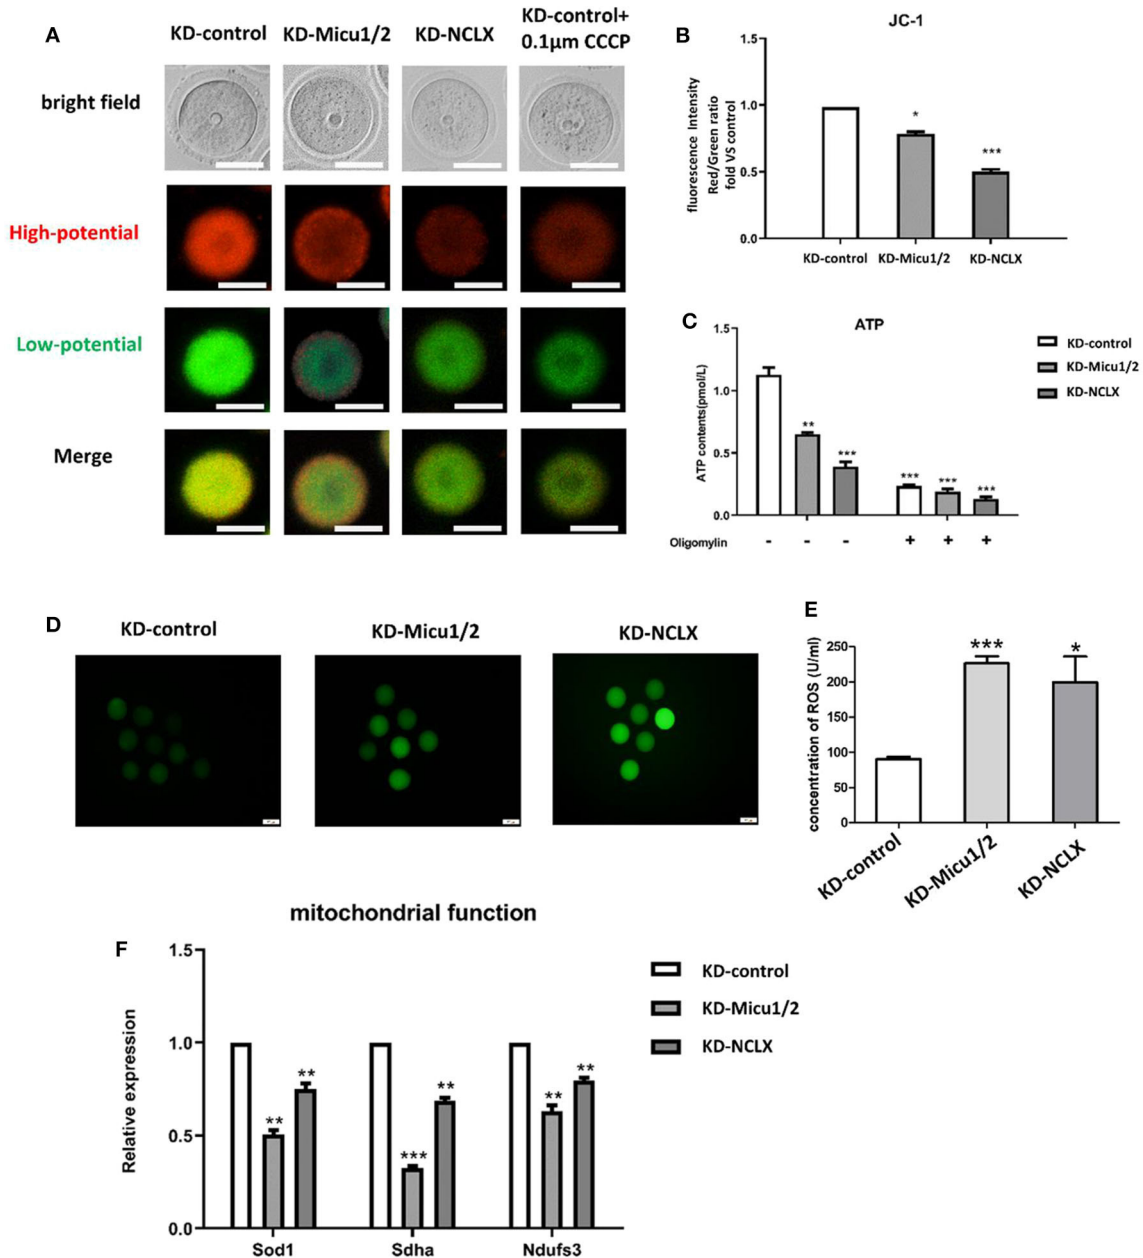 A
KD-control
KD-Micu1/2
KD-NCLX
KD-control+
0.1μm CCCP
bright field
High-potential
Low-potential
Merge
B
JC-1
fluorescence Intensity
Red/Green ratio
fold VS control
1.5
1.0
0.5
0.0
*
***
KD-control
KD-Micu1/2
KD-NCLX
C
ATP
ATP contents(pmol/L)
1.5
1.0
0.5
0.0
**
***
***
***
***
Oligomylin
- - - + + +
KD-control
KD-Micu1/2
KD-NCLX
D
KD-control
KD-Micu1/2
KD-NCLX
E
concentration of ROS (U/ml)
250
200
150
100
50
0
***
*
KD-control
KD-Micu1/2
KD-NCLX
mitochondrial function
F
Relative expression
1.5
1.0
0.5
0.0
**
**
***
**
**
**
Sod1
Sdha
Ndufs3
KD-control
KD-Micu1/2
KD-NCLX